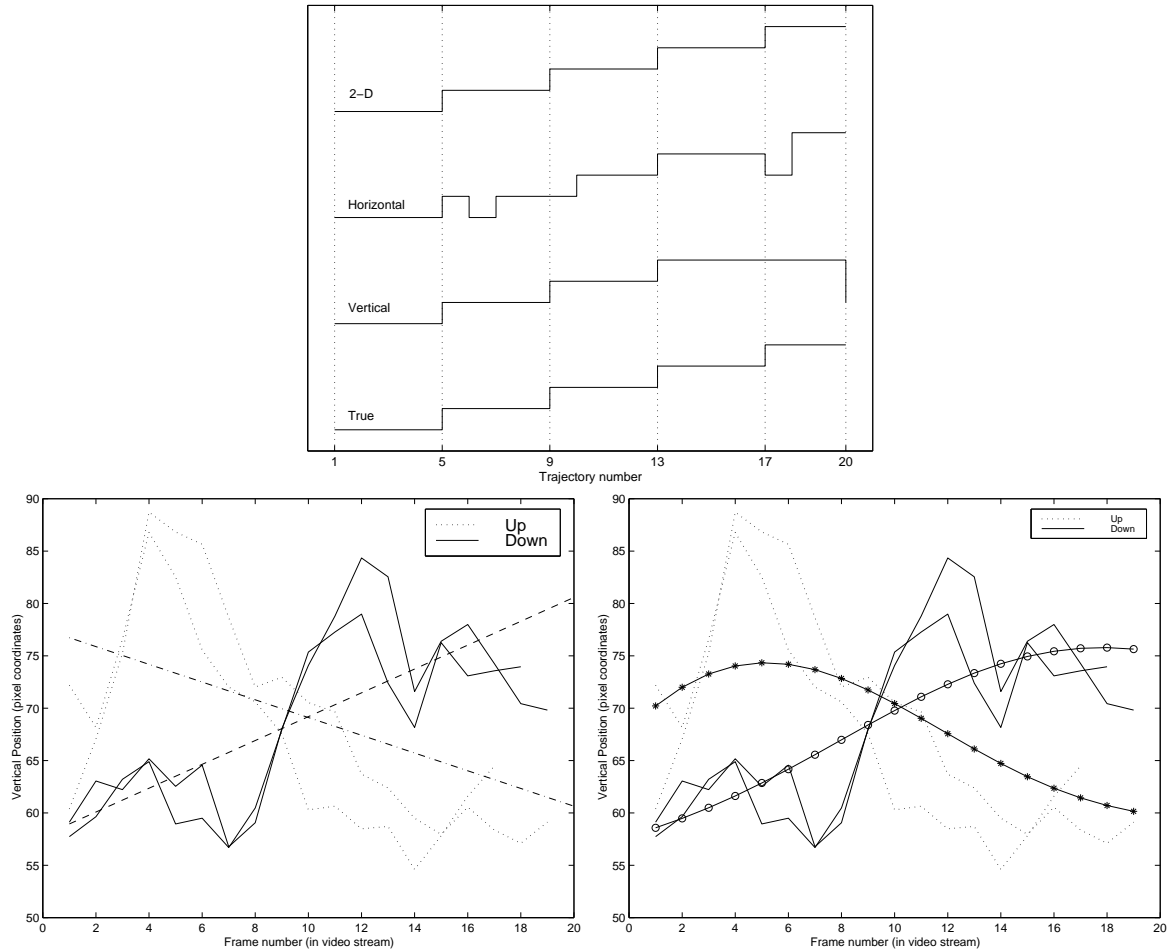 2−D
Horizontal
Vertical
True
1 5 9 13 17 20
Trajectory number
90
85
80
75
70
65
60
55
50
Vertical Position (pixel coordinates)
Up
Down
0 2 4 6 8 10 12 14 16 18 20
Frame number (in video stream)
90
85
80
75
70
65
60
55
50
Vertical Position (pixel coordinates)
Up
Down
0 2 4 6 8 10 12 14 16 18 20
Frame number (in video stream)